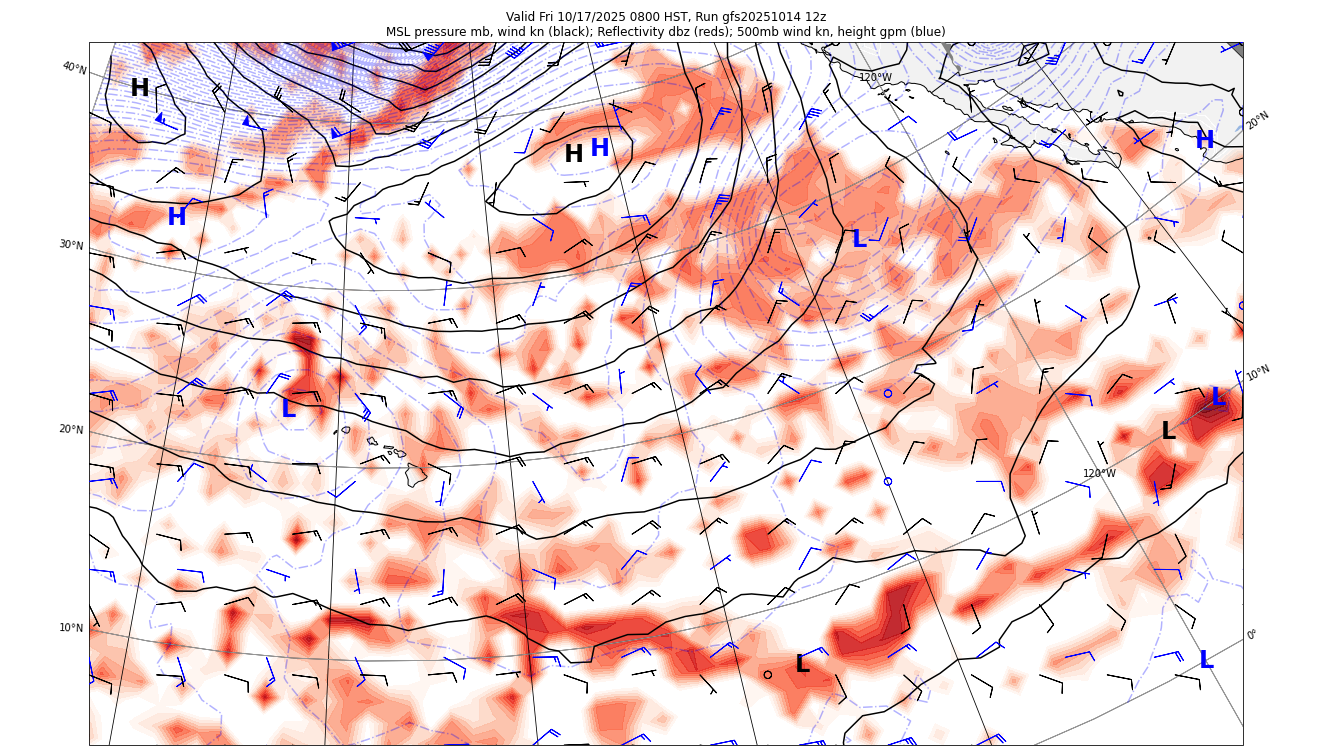 Valid Fri 10/17/2025 0800 HST, Run gfs20251014 12z
MSL pressure mb, wind kn (black); Reflectivity dbz (reds); 500mb wind kn, height gpm (blue)
40°N
120°W
H
20°N
H
H H
H
30°N
L
10°N
L
L
L
20°N
120°W
10°N
0°
L
L